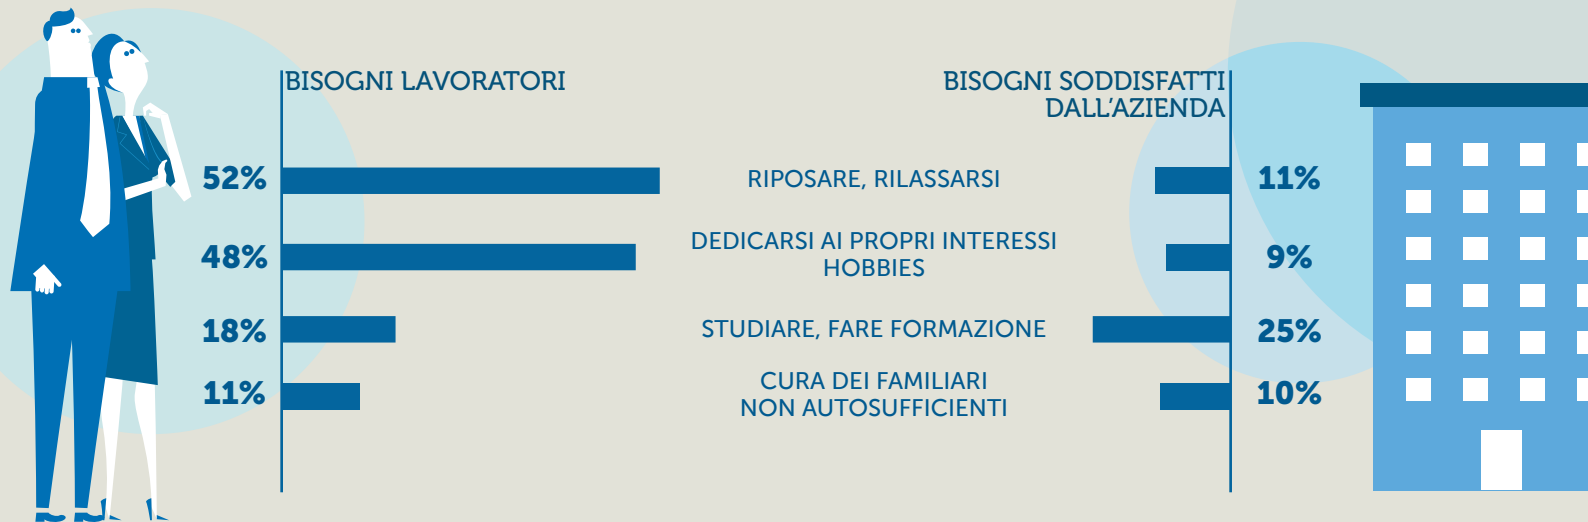 BISOGNI LAVORATORI
BISOGNI SODDISFATTI
DALL'AZIENDA
52%
RIPOSARE, RILASSARSI
11%
48%
DEDICARSI AI PROPRI INTERESSI
HOBBIES
9%
18%
STUDIARE, FARE FORMAZIONE
25%
11%
CURA DEI FAMILIARI
NON AUTOSUFFICIENTI
10%